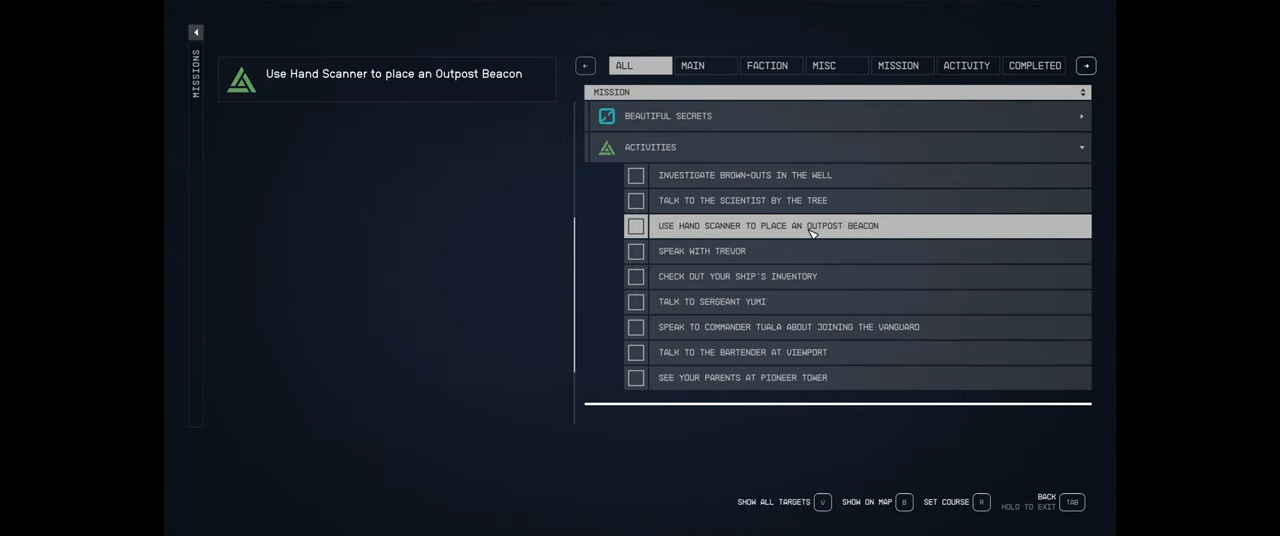 MISSIONS
Use Hand Scanner to place an Outpost Beacon
ALL MAIN FACTION MISC MISSION ACTIVITY COMPLETED
MISSION
BEAUTIFUL SECRETS
ACTIVITIES
INVESTIGATE BROWN-OUTS IN THE WELL
TALK TO THE SCIENTIST BY THE TREE
USE HAND SCANNER TO PLACE AN OUTPOST BEACON
SPEAK WITH TREVOR
CHECK OUT YOUR SHIP'S INVENTORY
TALK TO SERGEANT YUMI
SPEAK TO COMMANDER TUALA ABOUT JOINING THE VANGUARD
TALK TO THE BARTENDER AT VIEWPORT
SEE YOUR PARENTS AT PIONEER TOWER
SHOW ALL TARGETS V SHOW ON MAP B SET COURSE R BACK TAB
HOLD TO EXIT